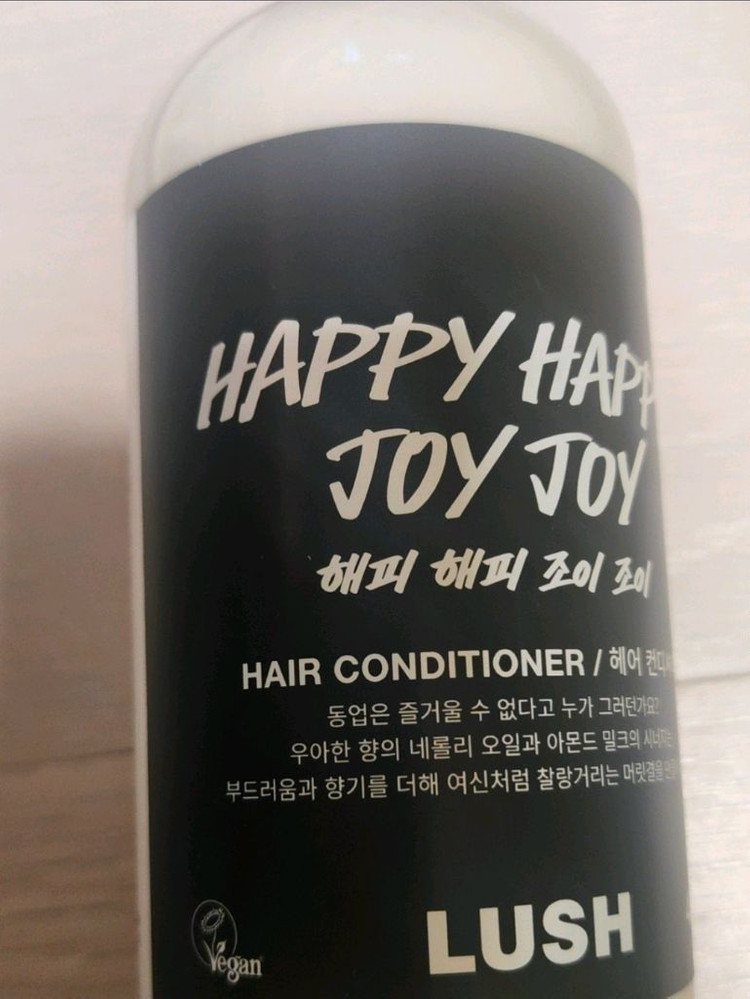 HAPPY HAPP
JOY JOY
해피 해피 조이 조이
HAIR CONDITIONER / 헤어
동업은 즐거울 수 없다고 누가 그러던가요?
우아한 향의 네롤리 오일과 아몬드 밀크의
부드러움과 향기를 더해 여신처럼 찰랑거리는 머릿결을
Vegan
LUSH